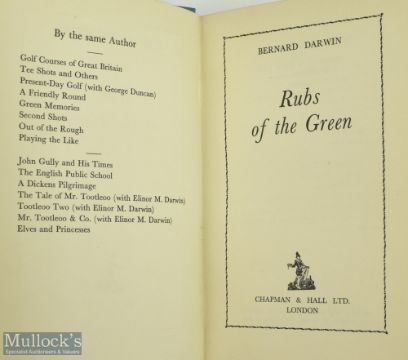 By the same Author
Golf Courses of Great Britain
Tee Shots and Others
Present-Day Golf (with George Duncan)
A Friendly Round
Green Memories
Second Shots
Out of the Rough
Playing the Like
John Gully and His Times
The English Public School
A Dickens Pilgrimage
The Tale of Mr. Tootleoo (with Elinor M. Darwin)
Tootleoo Two (with Elinor M. Darwin)
Mr. Tootleoo & Co. (with Elinor M. Darwin)
Elves and Princesses
BERNARD DARWIN
Rubs
of the Green
CHAPMAN & HALL LTD.
LONDON
Mullock's
Specialist Auctioneers & Valuers